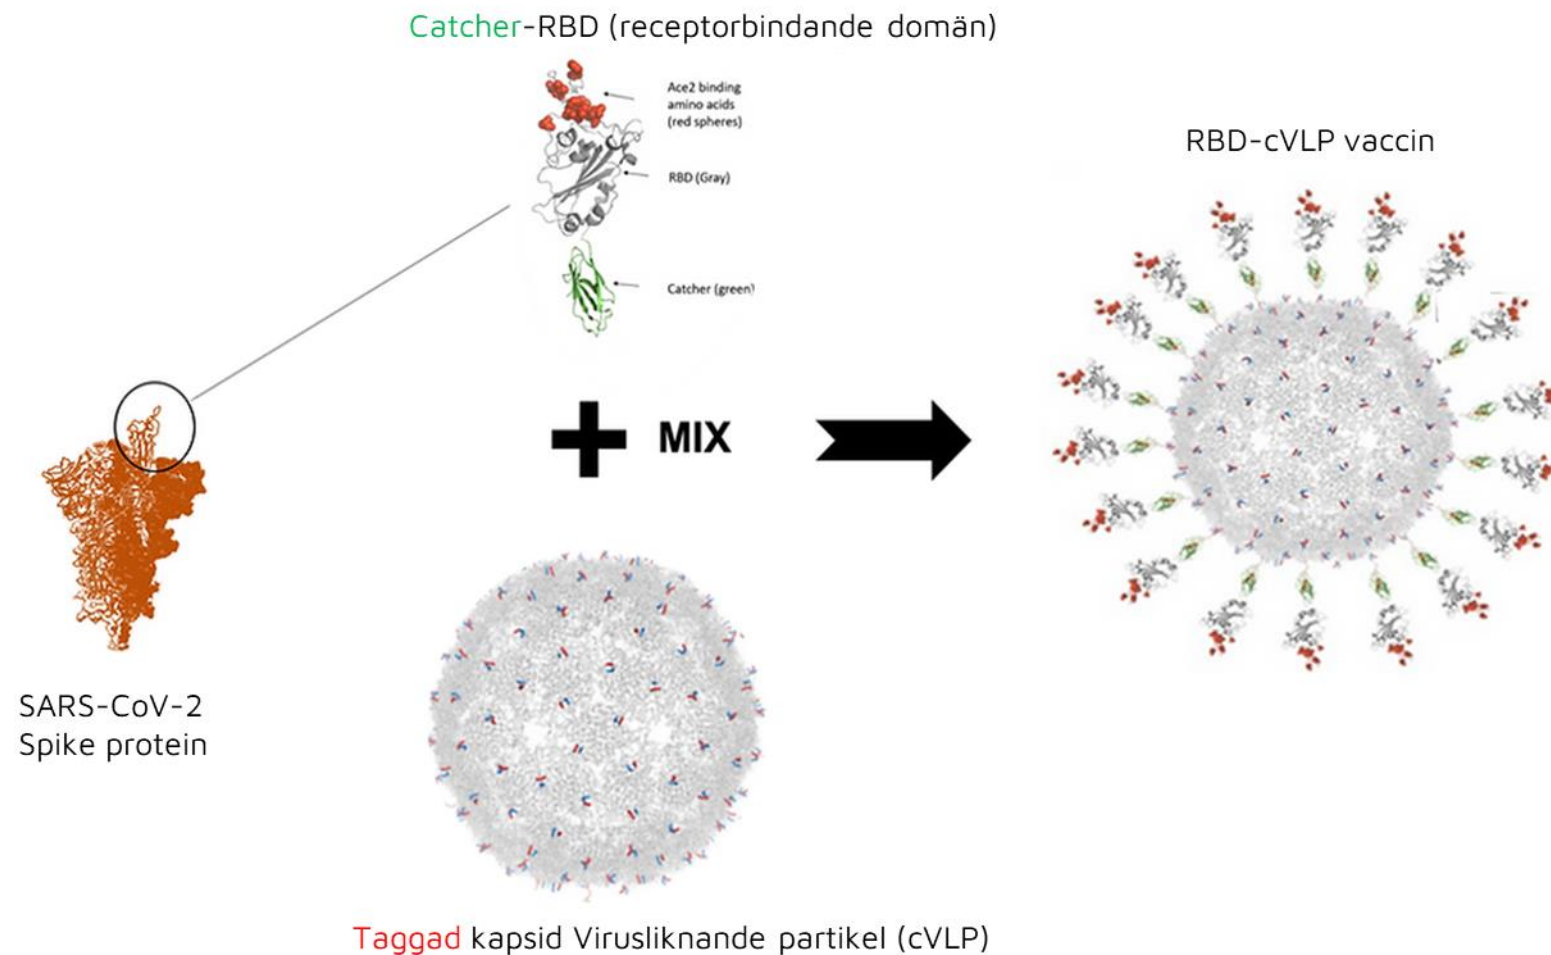 Catcher-RBD (receptorbindande domän)
Ace2 binding
amino acids
(red spheres)
RBD (Gray)
Catcher (green)
RBD-cVLP vaccin
MIX
SARS-CoV-2
Spike protein
Taggad kapsid Virusliknande partikel (cVLP)